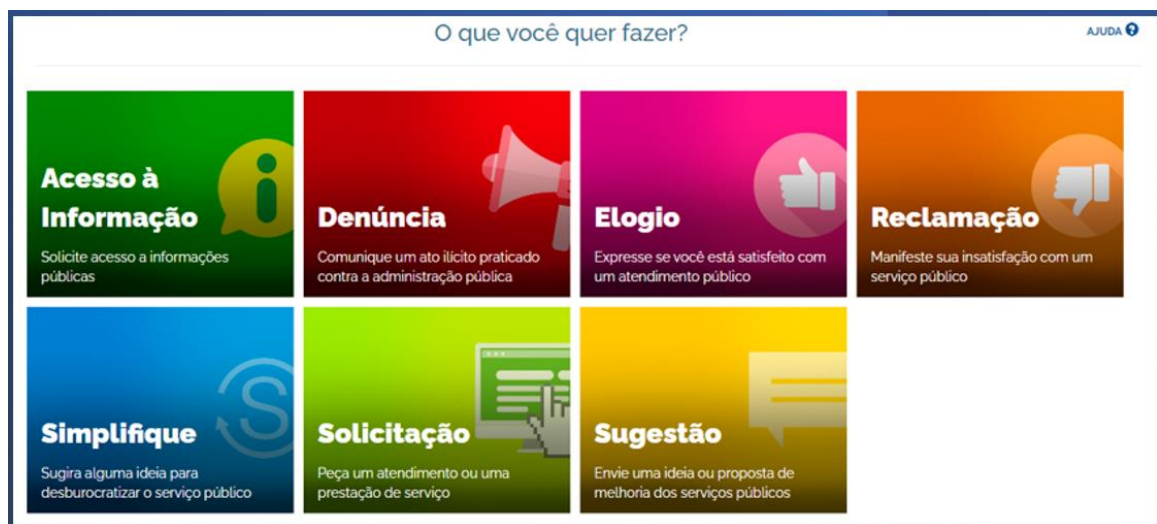 O que você quer fazer?
AJUDA ?
Acesso à
Informação
Solicite acesso a informações
públicas
Denúncia
Comunique um ato ilícito praticado
contra a administração pública
Elogio
Expresse se você está satisfeito com
um atendimento público
Reclamação
Manifeste sua insatisfação com um
serviço público
Simplifique
Sugira alguma ideia para
desburocratizar o serviço público
Solicitação
Peça um atendimento ou uma
prestação de serviço
Sugestão
Envie uma ideia ou proposta de
melhoria dos serviços públicos